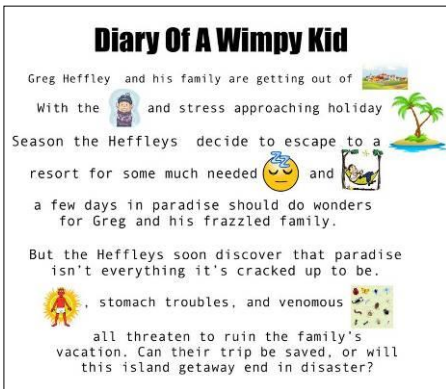 Diary Of A Wimpy Kid
Greg Heffley and his family are getting out of
With the and stress approaching holiday
Season the Heffleys decide to escape to a
resort for some much needed and
a few days in paradise should do wonders
for Greg and his frazzled family.
But the Heffleys soon discover that paradise
isn't everything it's cracked up to be.
, stomach troubles, and venomous
all threaten to ruin the family's
vacation. Can their trip be saved, or will
this island getaway end in disaster?